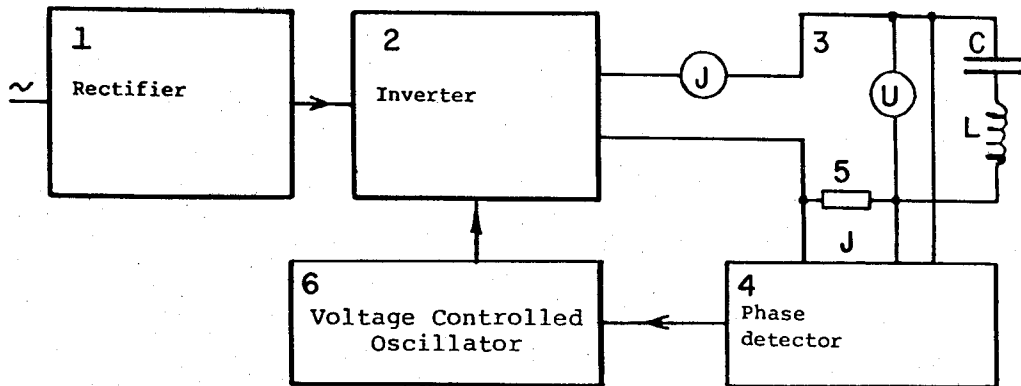 1
Rectifier
~
2
Inverter
J
3
U
C
L
5
J
6
Voltage Controlled
Oscillator
4
Phase
detector